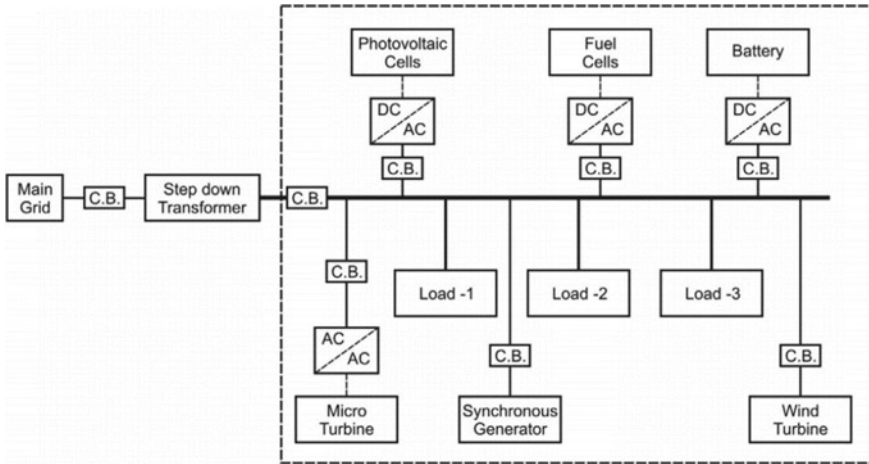 Photovoltaic
Cells
Fuel
Cells
Battery
DC
AC
DC
AC
DC
AC
C.B.
C.B.
C.B.
Main
Grid
C.B.
Step down
Transformer
C.B.
C.B.
Load -1
Load -2
Load -3
AC
AC
C.B.
C.B.
Micro
Turbine
Synchronous
Generator
Wind
Turbine